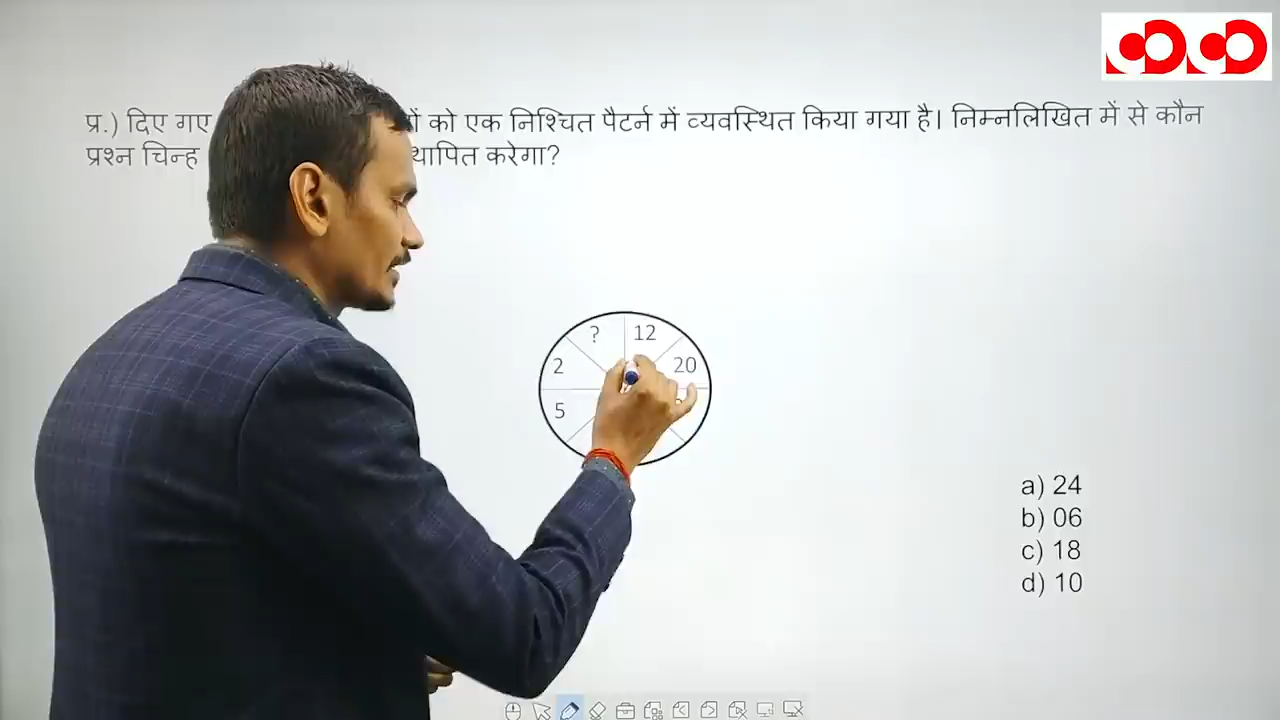 प्र.) दिए गए को एक निश्चित पैटर्न में व्यवस्थित किया गया है। निम्नलिखित में से कौन
प्रश्न चिन्ह करेगा?
? 12
2 20
5
a) 24
b) 06
c) 18
d) 10